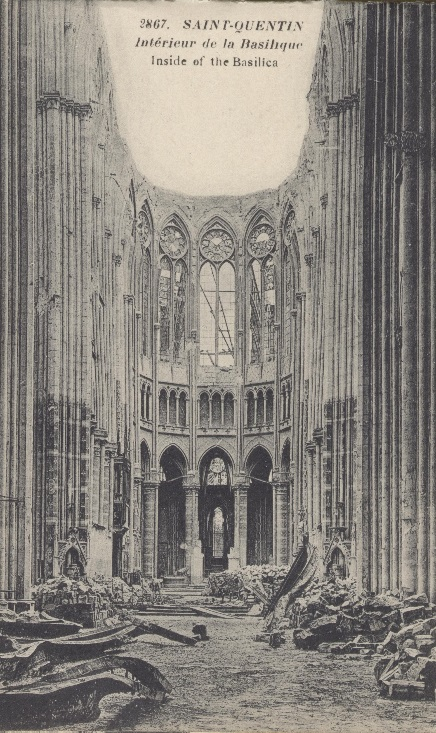 2867. SAINT-QUENTIN
Intérieur de la Basilique
Inside of the Basilica